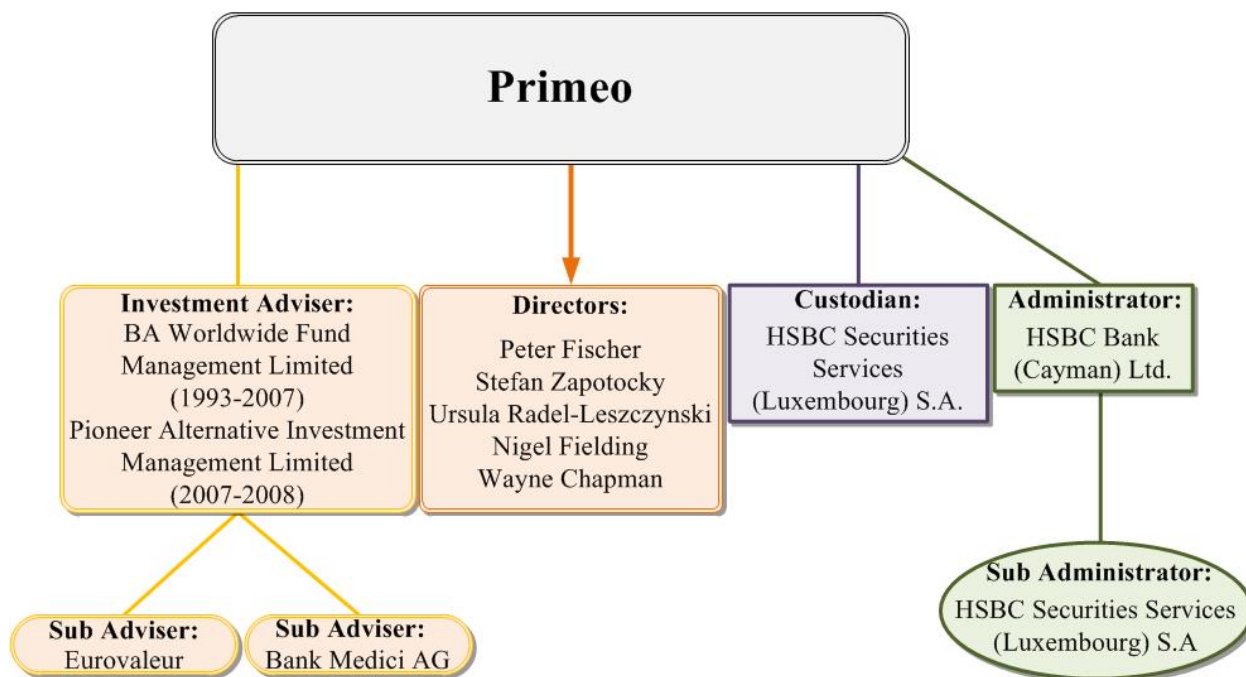 Primeo
Investment Adviser:
BA Worldwide Fund
Management Limited
(1993-2007)
Pioneer Alternative Investment
Management Limited
(2007-2008)
Directors:
Peter Fischer
Stefan Zapotocky
Ursula Radel-Leszczynski
Nigel Fielding
Wayne Chapman
Custodian:
HSBC Securities
Services
(Luxembourg) S.A.
Administrator:
HSBC Bank
(Cayman) Ltd.
Sub Adviser:
Eurovaleur
Sub Adviser:
Bank Medici AG
Sub Administrator:
HSBC Securities Services
(Luxembourg) S.A